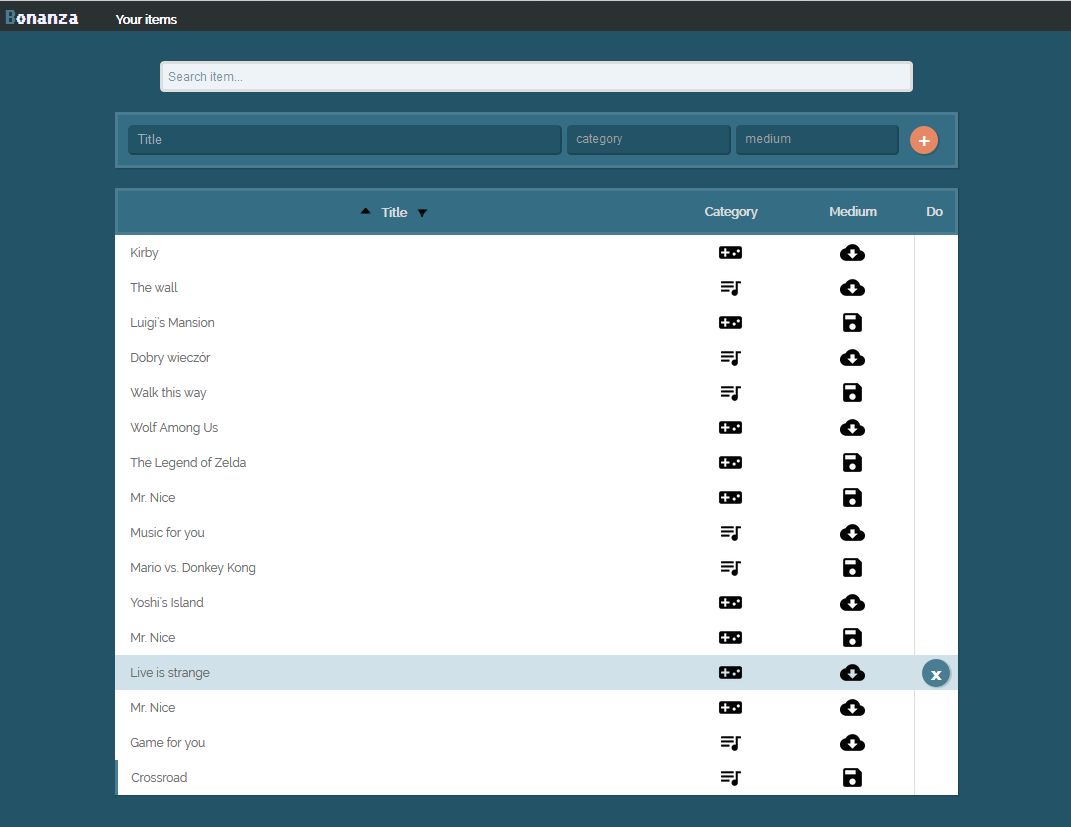 Bonanza Your items
Search item...
Title category medium +
Title Category Medium Do
Kirby
The wall
Luigi's Mansion
Dobry wieczór
Walk this way
Wolf Among Us
The Legend of Zelda
Mr. Nice
Music for you
Mario vs. Donkey Kong
Yoshi's Island
Mr. Nice
Live is strange x
Mr. Nice
Game for you
Crossroad